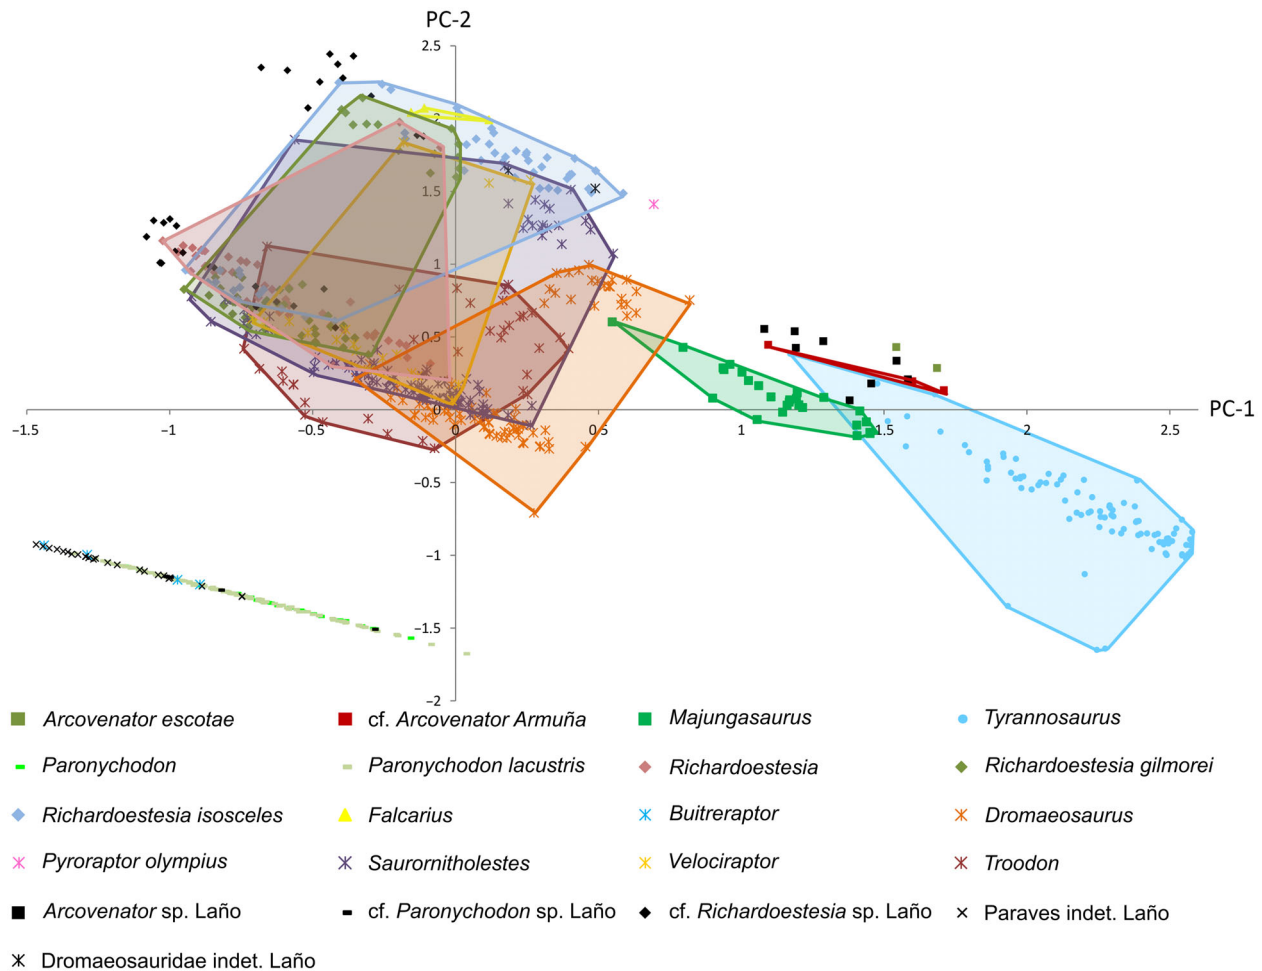 PC-2
2.5
2
1.5
1
0.5
−1.5
−1
−0.5
0
0.5
1
1.5
2
2.5
PC-1
−0.5
−1
−1.5
−2
Arcovenator escotae
cf. Arcovenator Armuña
Majungasaurus
Tyrannosaurus
Paronychodon
Paronychodon lacustris
Richardoestesia
Richardoestesia gilmorei
Richardoestesia isosceles
Falcarius
Buitreraptor
Dromaeosaurus
Pyroraptor olympius
Saurornitholestes
Velociraptor
Troodon
Arcovenator sp. Laño
cf. Paronychodon sp. Laño
cf. Richardoestesia sp. Laño
Paraves indet. Laño
Dromaeosauridae indet. Laño